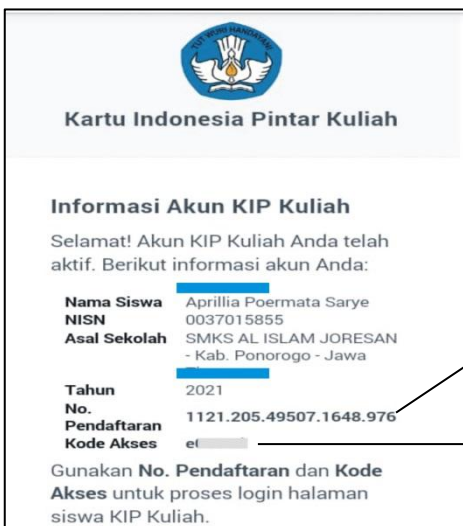 TUT WURI HANDAYANI
Kartu Indonesia Pintar Kuliah
Informasi Akun KIP Kuliah
Selamat! Akun KIP Kuliah Anda telah
aktif. Berikut informasi akun Anda:
Nama Siswa Aprillia Poermata Sarye
NISN 0037015855
Asal Sekolah SMKS AL ISLAM JORESAN
- Kab. Ponorogo - Jawa
Tahun 2021
No.
Pendaftaran 1121.205.49507.1648.976
Kode Akses
Gunakan No. Pendaftaran dan Kode
Akses untuk proses login halaman
siswa KIP Kuliah.